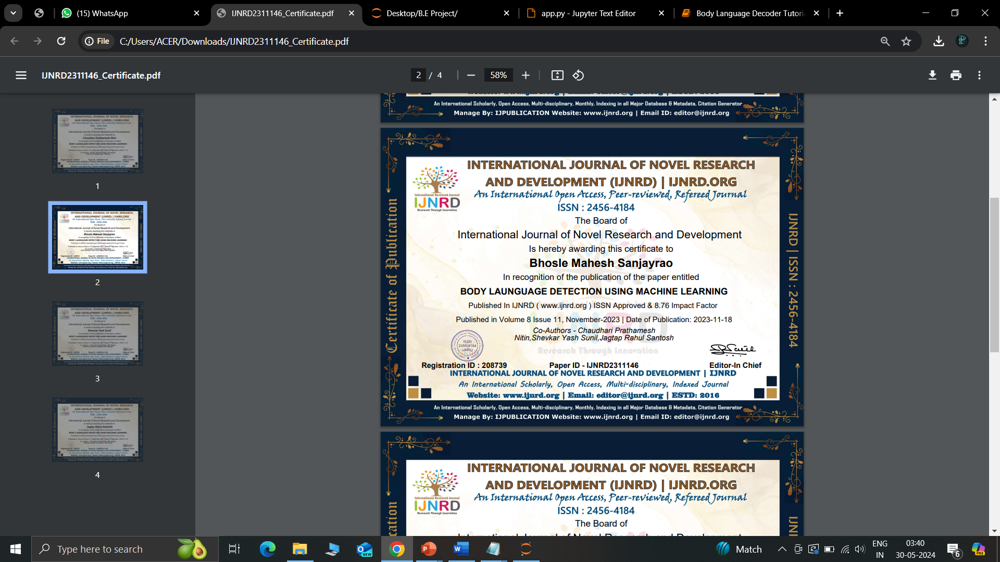 (15) WhatsApp
IJNRD2311146_Certificate.pdf
Desktop/B.E Project/
app.py - Jupyter Text Editor
Body Language Decoder Tutori
File
C:/Users/ACER/Downloads/IJNRD2311146_Certificate.pdf
IJNRD2311146_Certificate.pdf
2 / 4
58%
1
2
3
4
An International Scholarly, Open Access, Multi-disciplinary, Monthly, Indexing in all Major Database & Metadata, Citation Generator
Manage By: IJPUBLICATION Website: www.ijnrd.org | Email ID: editor@ijnrd.org
Certificate of Publication
INTERNATIONAL JOURNAL OF NOVEL RESEARCH
AND DEVELOPMENT (IJNRD) | IJNRD.ORG
An International Open Access, Peer-reviewed, Refereed Journal
International Research Journal
IJNRD
Research Through Innovation
ISSN : 2456-4184
The Board of
International Journal of Novel Research and Development
Is hereby awarding this certificate to
Bhosle Mahesh Sanjayrao
In recognition of the publication of the paper entitled
BODY LAUNGUAGE DETECTION USING MACHINE LEARNING
Published In IJNRD ( www.ijnrd.org ) ISSN Approved & 8.76 Impact Factor
Published in Volume 8 Issue 11, November-2023 | Date of Publication: 2023-11-18
Co-Authors - Chaudhari Prathamesh
Nitin,Shevkar Yash Sunil,Jagtap Rahul Santosh
ISSN
2456-4184
IJNRD
Research Through Innovation
Registration ID : 208739
Paper ID - IJNRD2311146
Editor-In Chief
INTERNATIONAL JOURNAL OF NOVEL RESEARCH AND DEVELOPMENT | IJNRD
An International Scholarly, Open Access, Multi-disciplinary, Indexed Journal
Website: www.ijnrd.org | Email: editor@ijnrd.org | ESTD: 2016
IJNRD | ISSN : 2456-4184
An International Scholarly, Open Access, Multi-disciplinary, Monthly, Indexing in all Major Database & Metadata, Citation Generator
Manage By: IJPUBLICATION Website: www.ijnrd.org | Email ID: editor@ijnrd.org
INTERNATIONAL JOURNAL OF NOVEL RESEARCH
AND DEVELOPMENT (IJNRD) | IJNRD.ORG
An International Open Access, Peer-reviewed, Refereed Journal
International Research Journal
IJNRD
Research Through Innovation
ISSN : 2456-4184
The Board of
Type here to search
Match
ENG
IN
03:40
30-05-2024
6